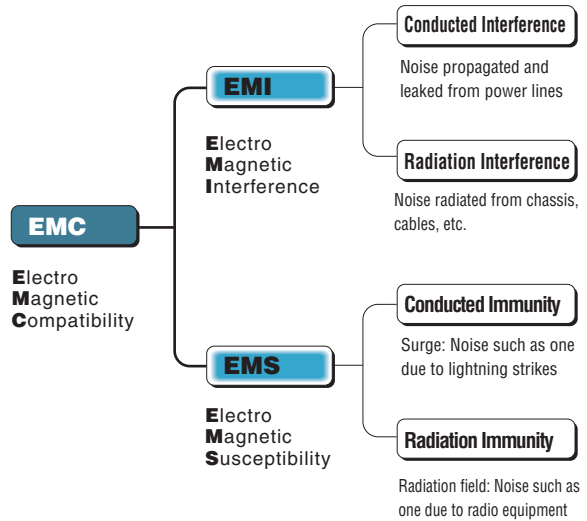 Conducted Interference
Noise propagated and
leaked from power lines
EMI
Electro
Magnetic
Interference
Radiation Interference
Noise radiated from chassis,
cables, etc.
EMC
Electro
Magnetic
Compatibility
Conducted Immunity
Surge: Noise such as one
due to lightning strikes
EMS
Electro
Magnetic
Susceptibility
Radiation Immunity
Radiation field: Noise such as
one due to radio equipment